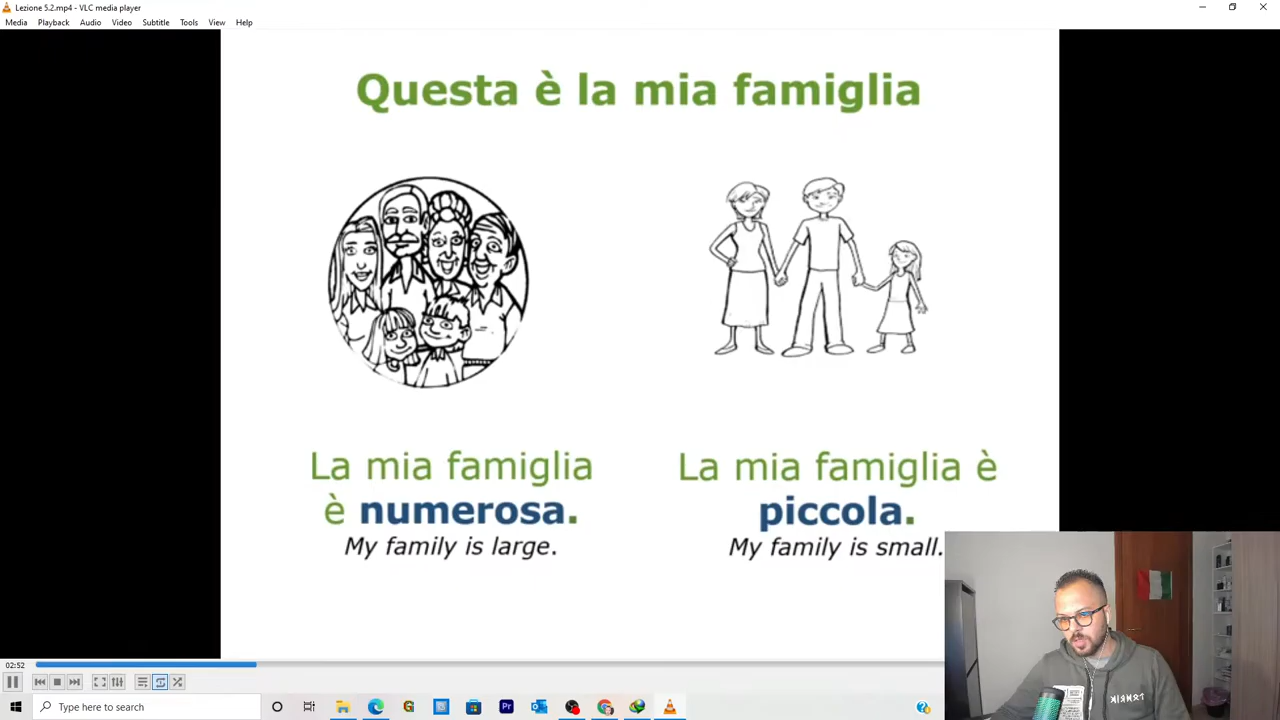 Lezione 5.2.mp4 - VLC media player
Media Playback Audio Video Subtitle Tools View Help
Questa è la mia famiglia
La mia famiglia
è numerosa.
My family is large.
La mia famiglia è
piccola.
My family is small.
02:52
Type here to search